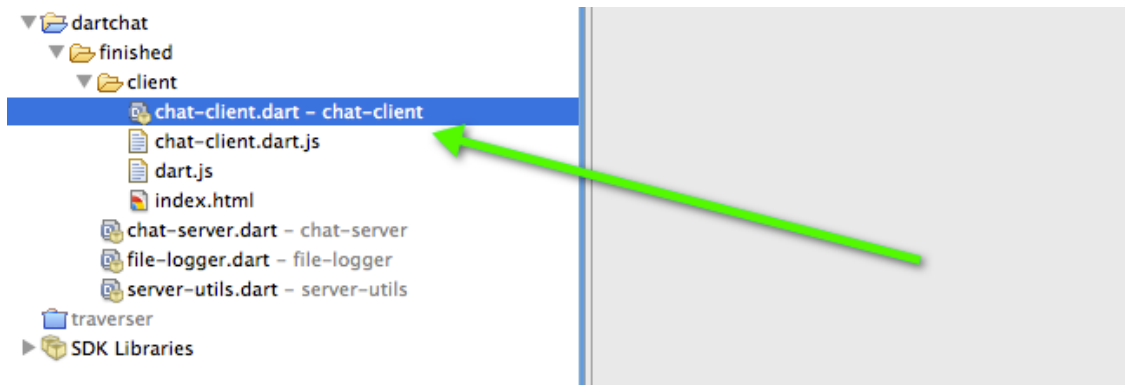 dartchat
finished
client
chat-client.dart – chat-client
chat-client.dart.js
dart.js
index.html
chat-server.dart – chat-server
file-logger.dart – file-logger
server-utils.dart – server-utils
traverser
SDK Libraries